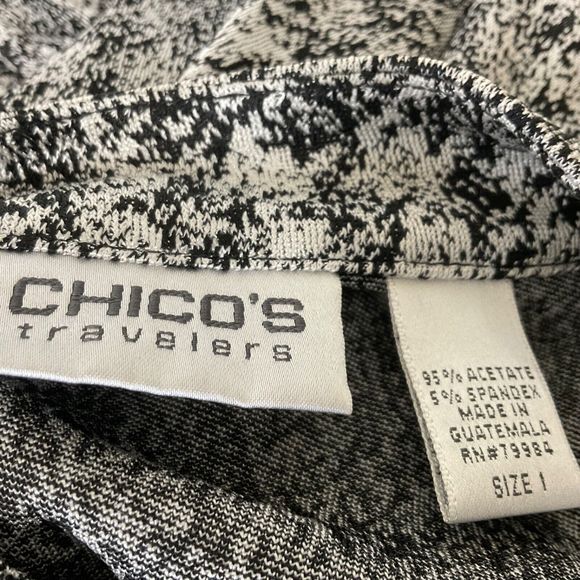 CHICO'S
travelers
95% ACETATE
5% SPANDEX
MADE IN
GUATEMALA
RN#79984
SIZE 1